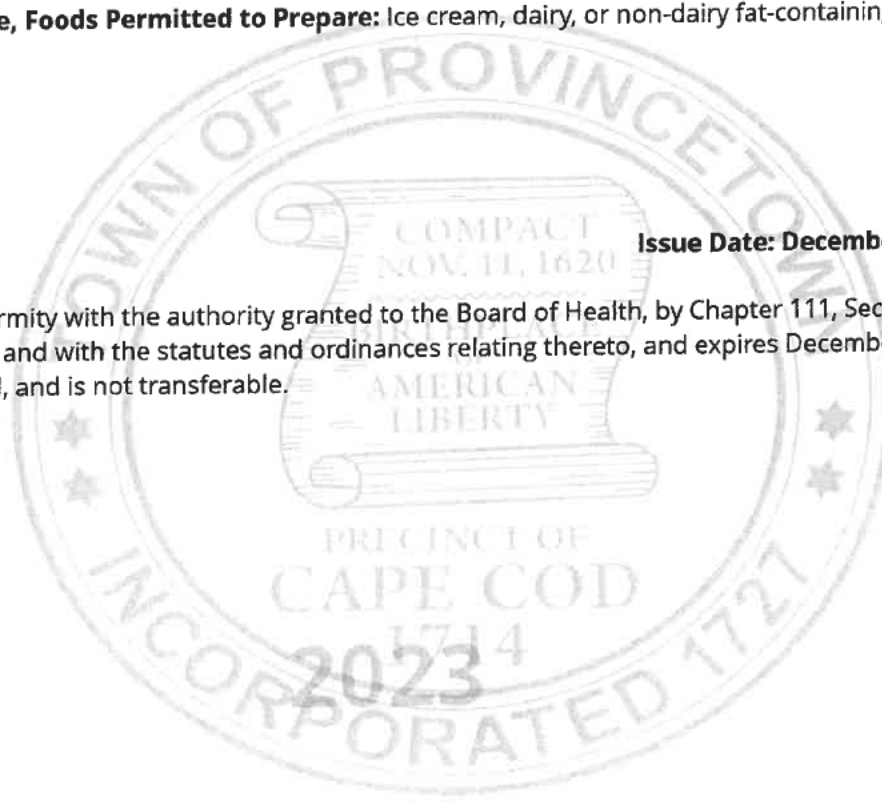 e, Foods Permitted to Prepare: Ice cream, dairy, or non-dairy fat-containin
TOWN OF PROVINCETOWN
COMPACT
NOV. 11, 1620
Issue Date: Decemb
rmity with the authority granted to the Board of Health, by Chapter 111, Sec
BIRTHPLACE
and with the statutes and ordinances relating thereto, and expires Decemb
OF
, and is not transferable.
AMERICAN
LIBERTY
PRECINCT OF
CAPE COD
1714
2023
INCORPORATED 1727